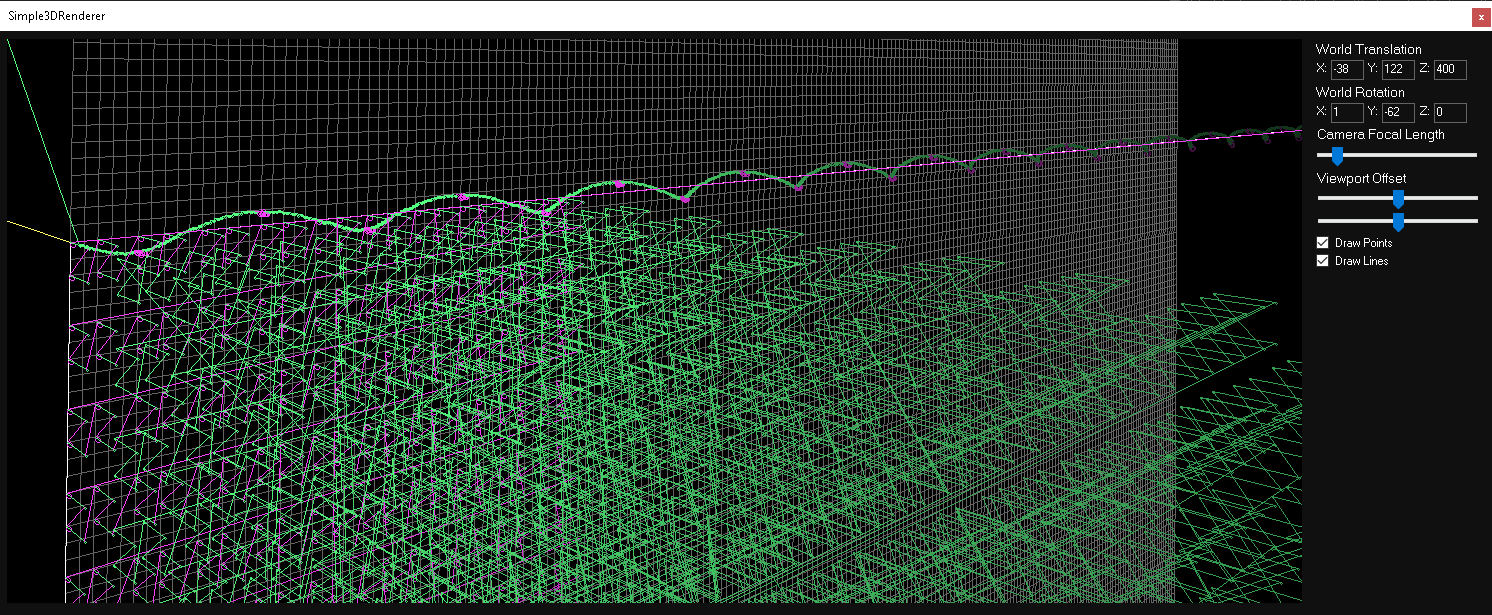 Simple3DRenderer
x
World Translation
X: -38 Y: 122 Z: 400
World Rotation
X: 1 Y: -62 Z: 0
Camera Focal Length
Viewport Offset
Draw Points
Draw Lines